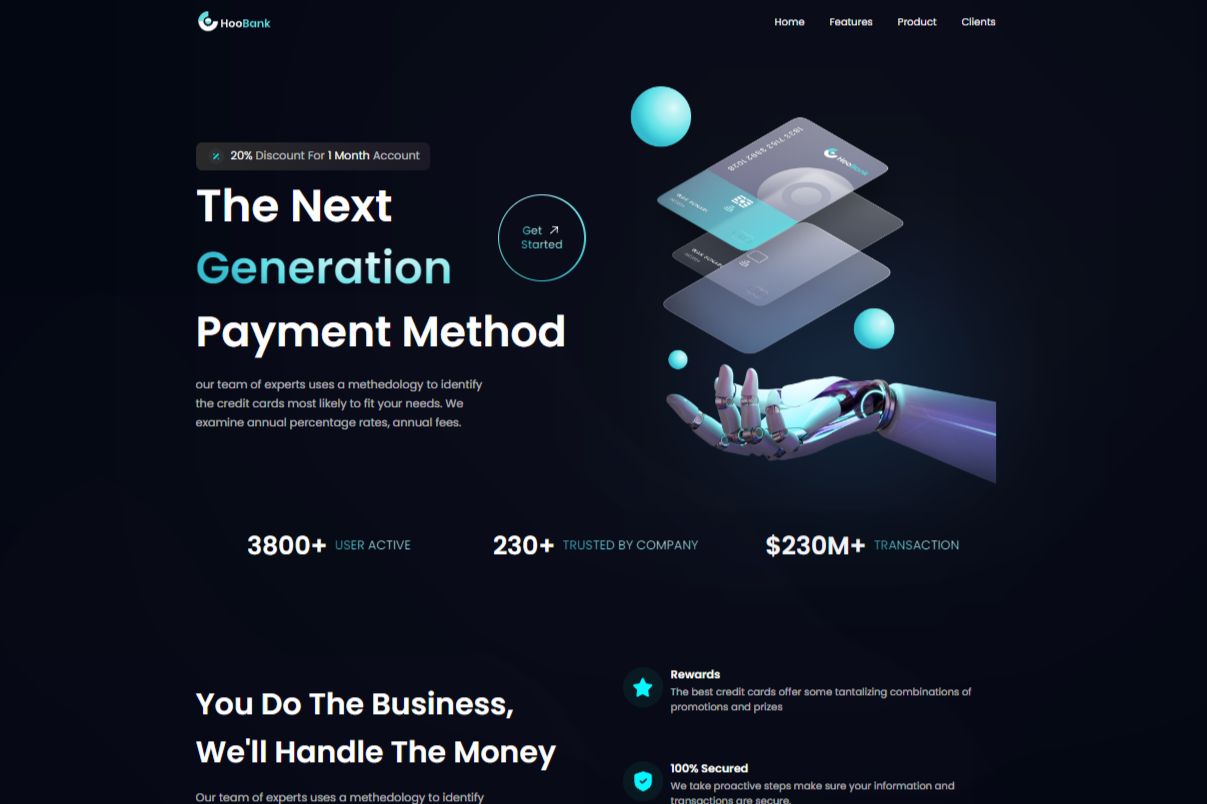 HooBank
Home Features Product Clients
20% Discount For 1 Month Account
The Next
Generation
Payment Method
Get
Started
our team of experts uses a methedology to identify
the credit cards most likely to fit your needs. We
examine annual percentage rates, annual fees.
HooBank
3800+ USER ACTIVE
230+ TRUSTED BY COMPANY
$230M+ TRANSACTION
You Do The Business,
We'll Handle The Money
Our team of experts uses a methedology to identify
Rewards
The best credit cards offer some tantalizing combinations of
promotions and prizes
100% Secured
We take proactive steps make sure your information and
transactions are secure.